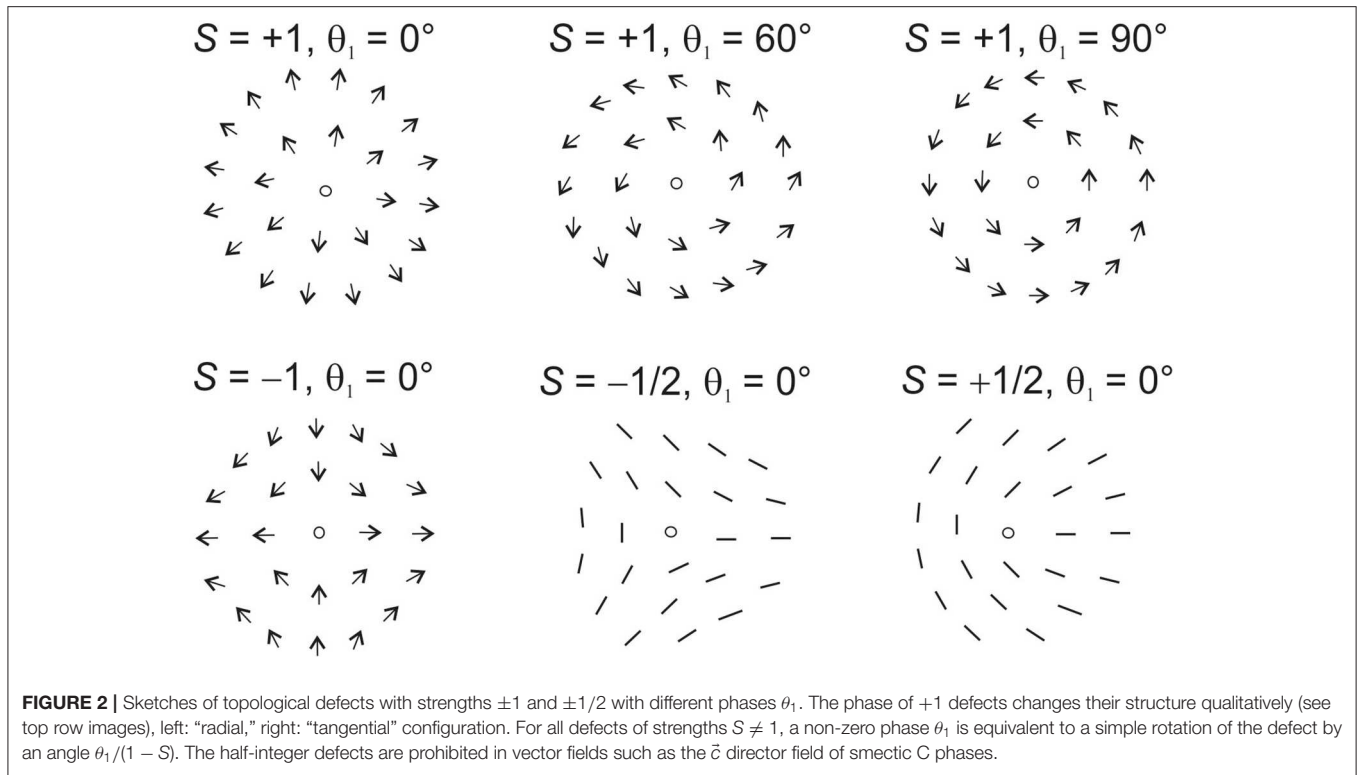 S = +1, θ₁ = 0°
S = +1, θ₁ = 60°
S = +1, θ₁ = 90°
S = −1, θ₁ = 0°
S = −1/2, θ₁ = 0°
S = +1/2, θ₁ = 0°
FIGURE 2 | Sketches of topological defects with strengths ±1 and ±1/2 with different phases θ₁. The phase of +1 defects changes their structure qualitatively (see
top row images), left: “radial,” right: “tangential” configuration. For all defects of strengths S ≠ 1, a non-zero phase θ₁ is equivalent to a simple rotation of the defect by
an angle θ₁/(1 − S). The half-integer defects are prohibited in vector fields such as the c⃗ director field of smectic C phases.